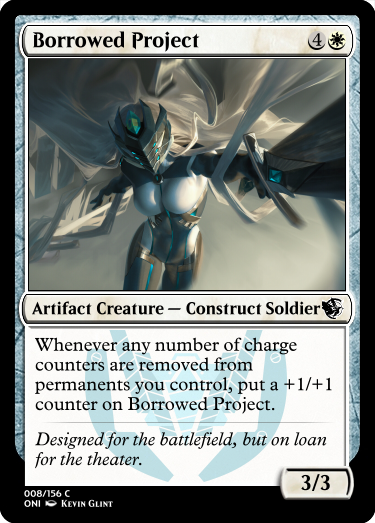 Borrowed Project 4
Artifact Creature — Construct Soldier
Whenever any number of charge
counters are removed from
permanents you control, put a +1/+1
counter on Borrowed Project.
Designed for the battlefield, but on loan
for the theater.
3/3
008/156 C
ONI Kevin Glint